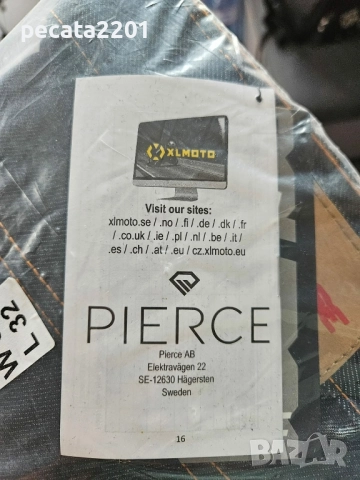 pecata2201
XLMOTO
Visit our sites:
xlmoto.se / .no / .fi / .de / .dk / .fr
/ .co.uk / .ie / .pl / .nl / .be / .it /
.es / .ch / .at / .eu / cz.xlmoto.eu
PIERCE
Pierce AB
Elektravägen 22
SE-12630 Hägersten
Sweden
16
W
L 32
BAZAR